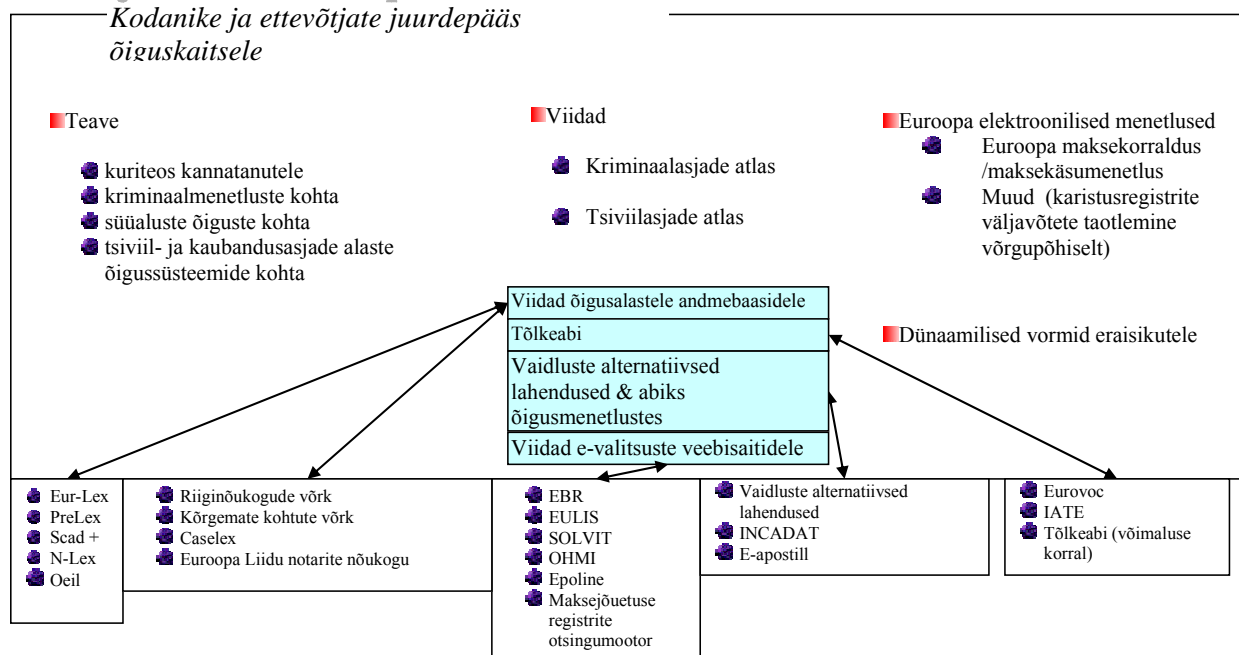 Kodanike ja ettevõtjate juurdepääs
õiguskaitsele
Teave
kuriteos kannatanutele
kriminaalmenetluste kohta
süüaluste õiguste kohta
tsiviil- ja kaubandusasjade alaste
õigussüsteemide kohta
Viidad
Kriminaalasjade atlas
Tsiviilasjade atlas
Euroopa elektroonilised menetlused
Euroopa maksekorraldus
/maksekäsumenetlus
Muud (karistusregistrite
väljavõtete taotlemine
võrgupõhiselt)
Dünaamilised vormid eraisikutele
Viidad õigusalastele andmebaasidele
Tõlkeabi
Vaidluste alternatiivsed
lahendused & abiks
õigusmenetlustes
Viidad e-valitsuste veebisaitidele
Eur-Lex
PreLex
Scad +
N-Lex
Oeil
Riiginõukogude võrk
Kõrgemate kohtute võrk
Caselex
Euroopa Liidu notarite nõukogu
EBR
EULIS
SOLVIT
OHMI
Epoline
Maksejõuetuse
registrite
otsingumootor
Vaidluste alternatiivsed
lahendused
INCADAT
E-apostill
Eurovoc
IATE
Tõlkeabi (võimaluse
korral)